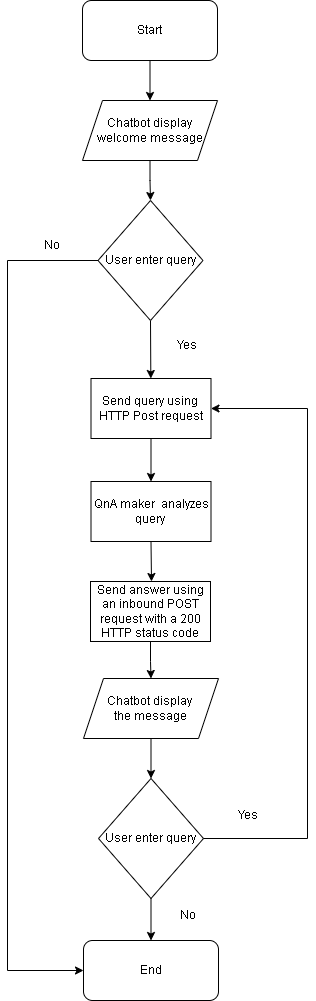 Start
Chatbot display
welcome message
User enter query
No
Yes
Send query using
HTTP Post request
QnA maker analyzes
query
Send answer using
an inbound POST
request with a 200
HTTP status code
Chatbot display
the message
User enter query
Yes
No
End